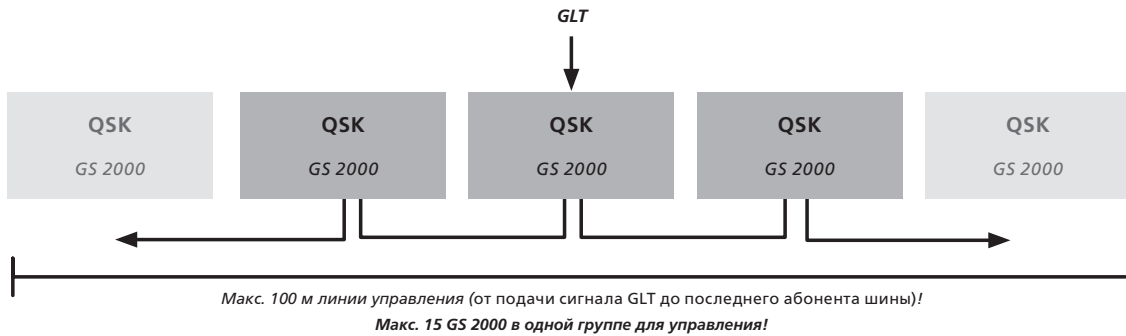 GLT
QSK QSK QSK QSK QSK
GS 2000 GS 2000 GS 2000 GS 2000 GS 2000
Макс. 100 м линии управления (от подачи сигнала GLT до последнего абонента шины)!
Макс. 15 GS 2000 в одной группе для управления!